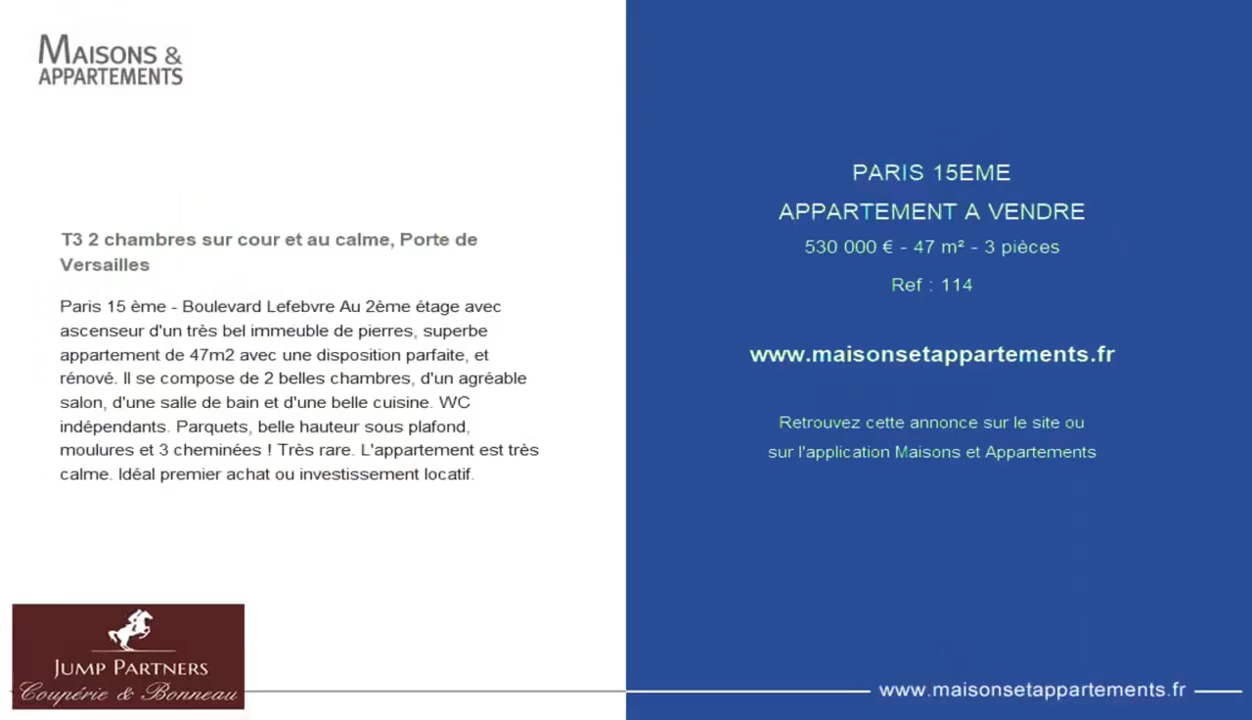 MAISONS &
APPARTEMENTS
T3 2 chambres sur cour et au calme, Porte de
Versailles
Paris 15 ème - Boulevard Lefebvre Au 2ème étage avec
ascenseur d'un très bel immeuble de pierres, superbe
appartement de 47m2 avec une disposition parfaite, et
rénové. Il se compose de 2 belles chambres, d'un agréable
salon, d'une salle de bain et d'une belle cuisine. WC
indépendants. Parquets, belle hauteur sous plafond,
moulures et 3 cheminées ! Très rare. L'appartement est très
calme. Idéal premier achat ou investissement locatif.
JUMP PARTNERS
Coupérie & Bonneau
PARIS 15EME
APPARTEMENT A VENDRE
530 000 € - 47 m² - 3 pièces
Ref : 114
www.maisonsetappartements.fr
Retrouvez cette annonce sur le site ou
sur l'application Maisons et Appartements
www.maisonsetappartements.fr